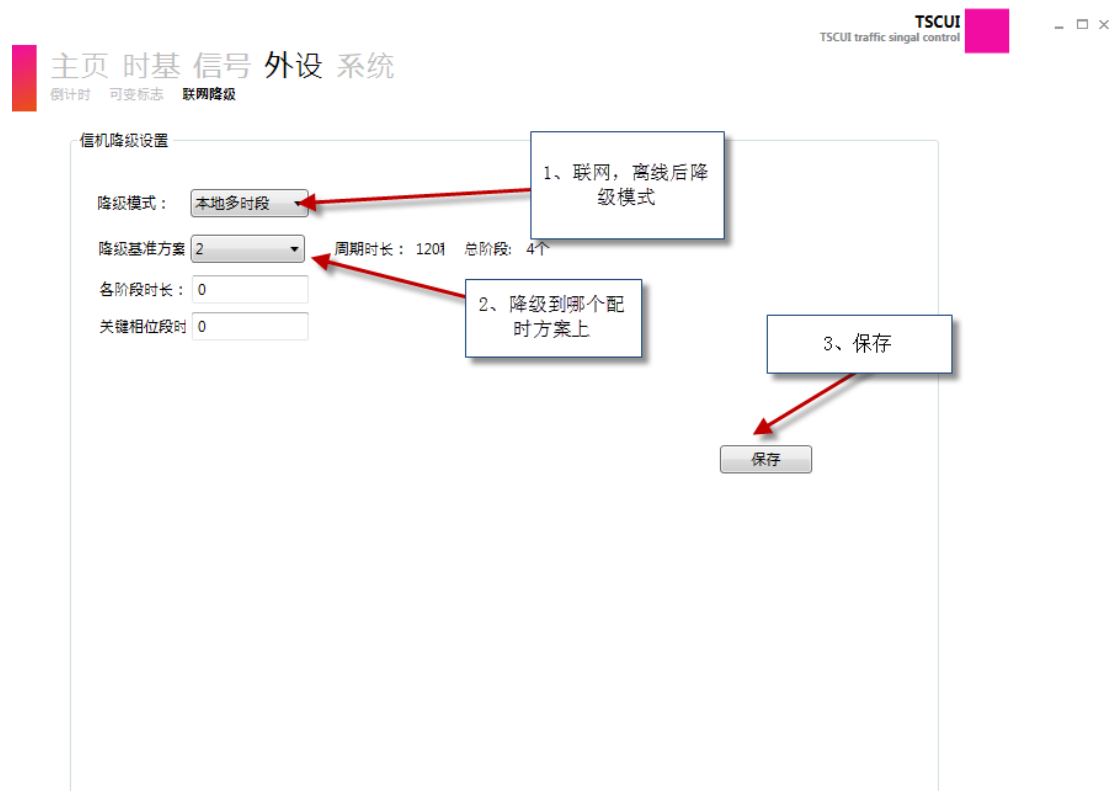 TSCUI
TSCUI traffic singal control
主页 时基 信号 外设 系统
倒计时 可变标志 联网降级
信机降级设置
1、联网，离线后降
级模式
降级模式： 本地多时段
降级基准方案 2 周期时长： 120 总阶段: 4个
各阶段时长： 0
2、降级到哪个配
时方案上
关键相位段时 0
3、保存
保存